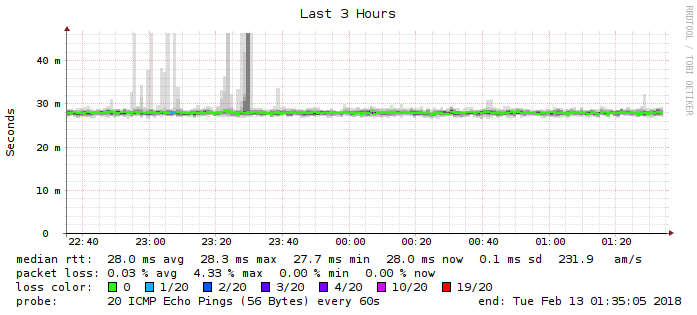 Last 3 Hours
RRDTOOL / TOBI OETIKER
Seconds
40 m
30 m
20 m
10 m
0
22:40 23:00 23:20 23:40 00:00 00:20 00:40 01:00 01:20
median rtt: 28.0 ms avg 28.3 ms max 27.7 ms min 28.0 ms now 0.1 ms sd 231.9 am/s
packet loss: 0.03 % avg 4.33 % max 0.00 % min 0.00 % now
loss color: 0 1/20 2/20 3/20 4/20 10/20 19/20
probe: 20 ICMP Echo Pings (56 Bytes) every 60s end: Tue Feb 13 01:35:05 2018